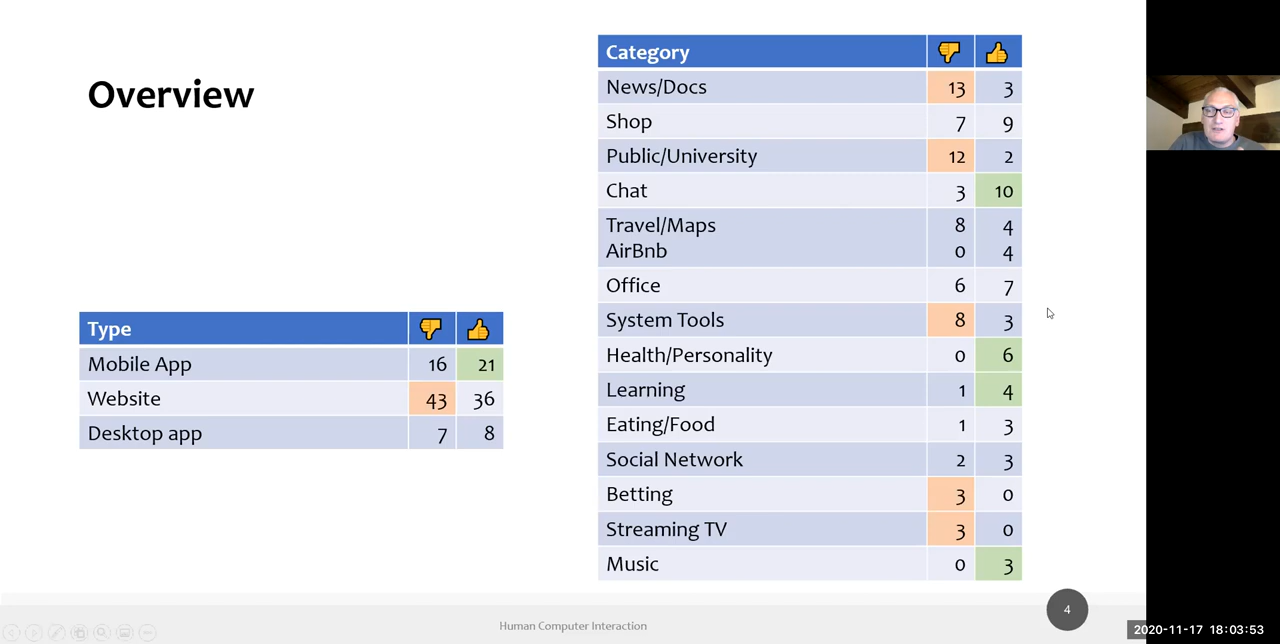 Overview
Type
Mobile App 16 21
Website 43 36
Desktop app 7 8
Category
News/Docs 13 3
Shop 7 9
Public/University 12 2
Chat 3 10
Travel/Maps 8 4
AirBnb 0 4
Office 6 7
System Tools 8 3
Health/Personality 0 6
Learning 1 4
Eating/Food 1 3
Social Network 2 3
Betting 3 0
Streaming TV 3 0
Music 0 3
Human Computer Interaction
4
2020-11-17 18:03:53